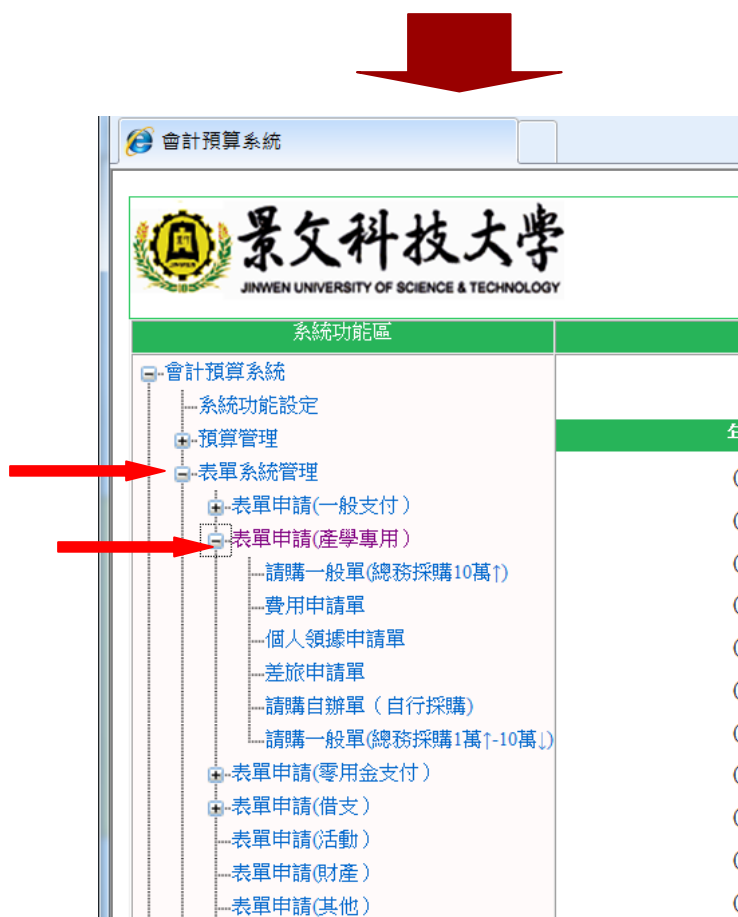 會計預算系統
景文科技大學
JINWEN UNIVERSITY OF SCIENCE & TECHNOLOGY
系統功能區
會計預算系統
系統功能設定
預算管理
表單系統管理
表單申請(一般支付）
表單申請(產學專用）
請購一般單(總務採購10萬↑)
費用申請單
個人領據申請單
差旅申請單
請購自辦單（自行採購)
請購一般單(總務採購1萬↑-10萬↓)
表單申請(零用金支付）
表單申請(借支）
表單申請(活動）
表單申請(財產）
表單申請(其他）